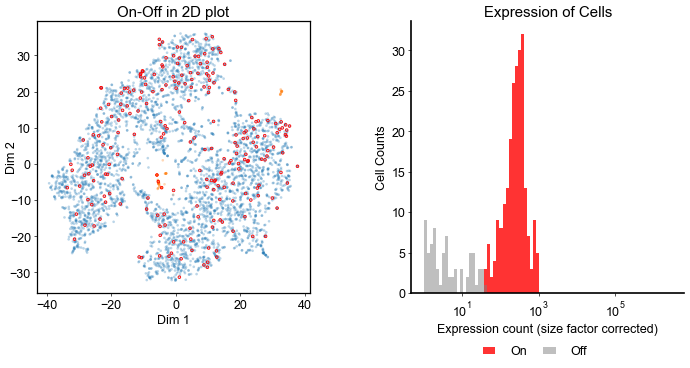 On-Off in 2D plot
Expression of Cells
30
20
10
0
−10
−20
−30
Dim 2
−40
−20
0
20
40
Dim 1
30
25
20
15
10
5
0
Cell Counts
10^1
10^3
10^5
Expression count (size factor corrected)
On
Off